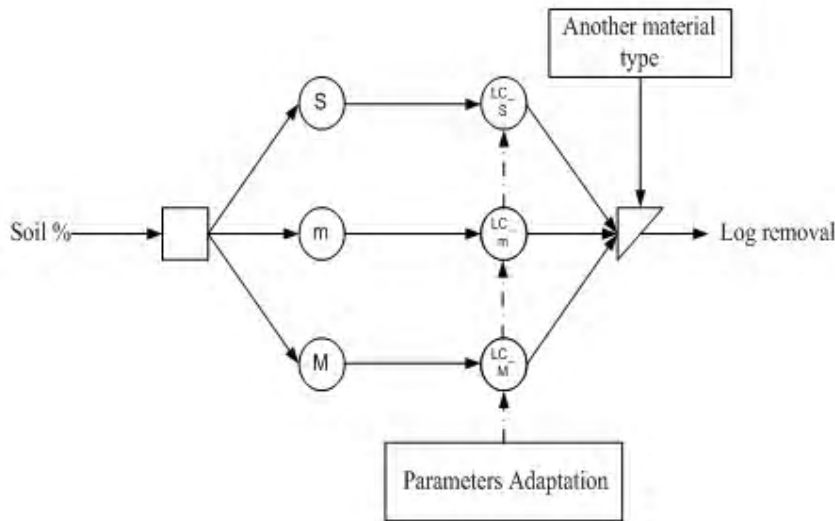 Another material
type
S
LC_
S
Soil %
m
LC_
m
Log removal
M
LC_
M
Parameters Adaptation